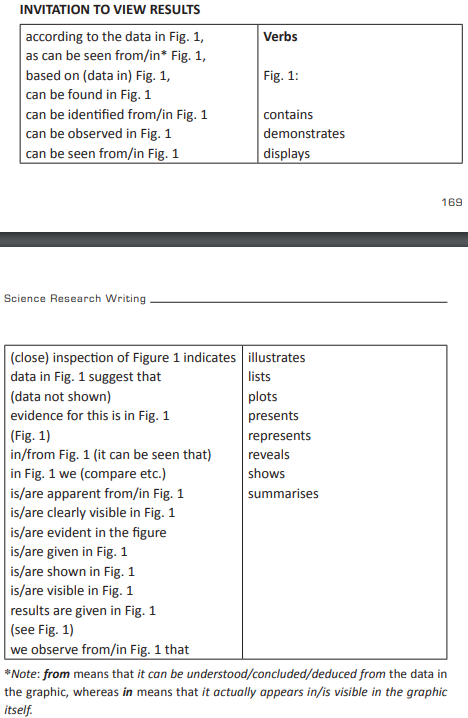 INVITATION TO VIEW RESULTS
according to the data in Fig. 1,
as can be seen from/in* Fig. 1,
based on (data in) Fig. 1,
can be found in Fig. 1
can be identified from/in Fig. 1
can be observed in Fig. 1
can be seen from/in Fig. 1
Verbs
Fig. 1:
contains
demonstrates
displays
169
Science Research Writing
(close) inspection of Figure 1 indicates
data in Fig. 1 suggest that
(data not shown)
evidence for this is in Fig. 1
(Fig. 1)
in/from Fig. 1 (it can be seen that)
in Fig. 1 we (compare etc.)
is/are apparent from/in Fig. 1
is/are clearly visible in Fig. 1
is/are evident in the figure
is/are given in Fig. 1
is/are shown in Fig. 1
is/are visible in Fig. 1
results are given in Fig. 1
(see Fig. 1)
we observe from/in Fig. 1 that
illustrates
lists
plots
presents
represents
reveals
shows
summarises
*Note: from means that it can be understood/concluded/deduced from the data in
the graphic, whereas in means that it actually appears in/is visible in the graphic
itself.